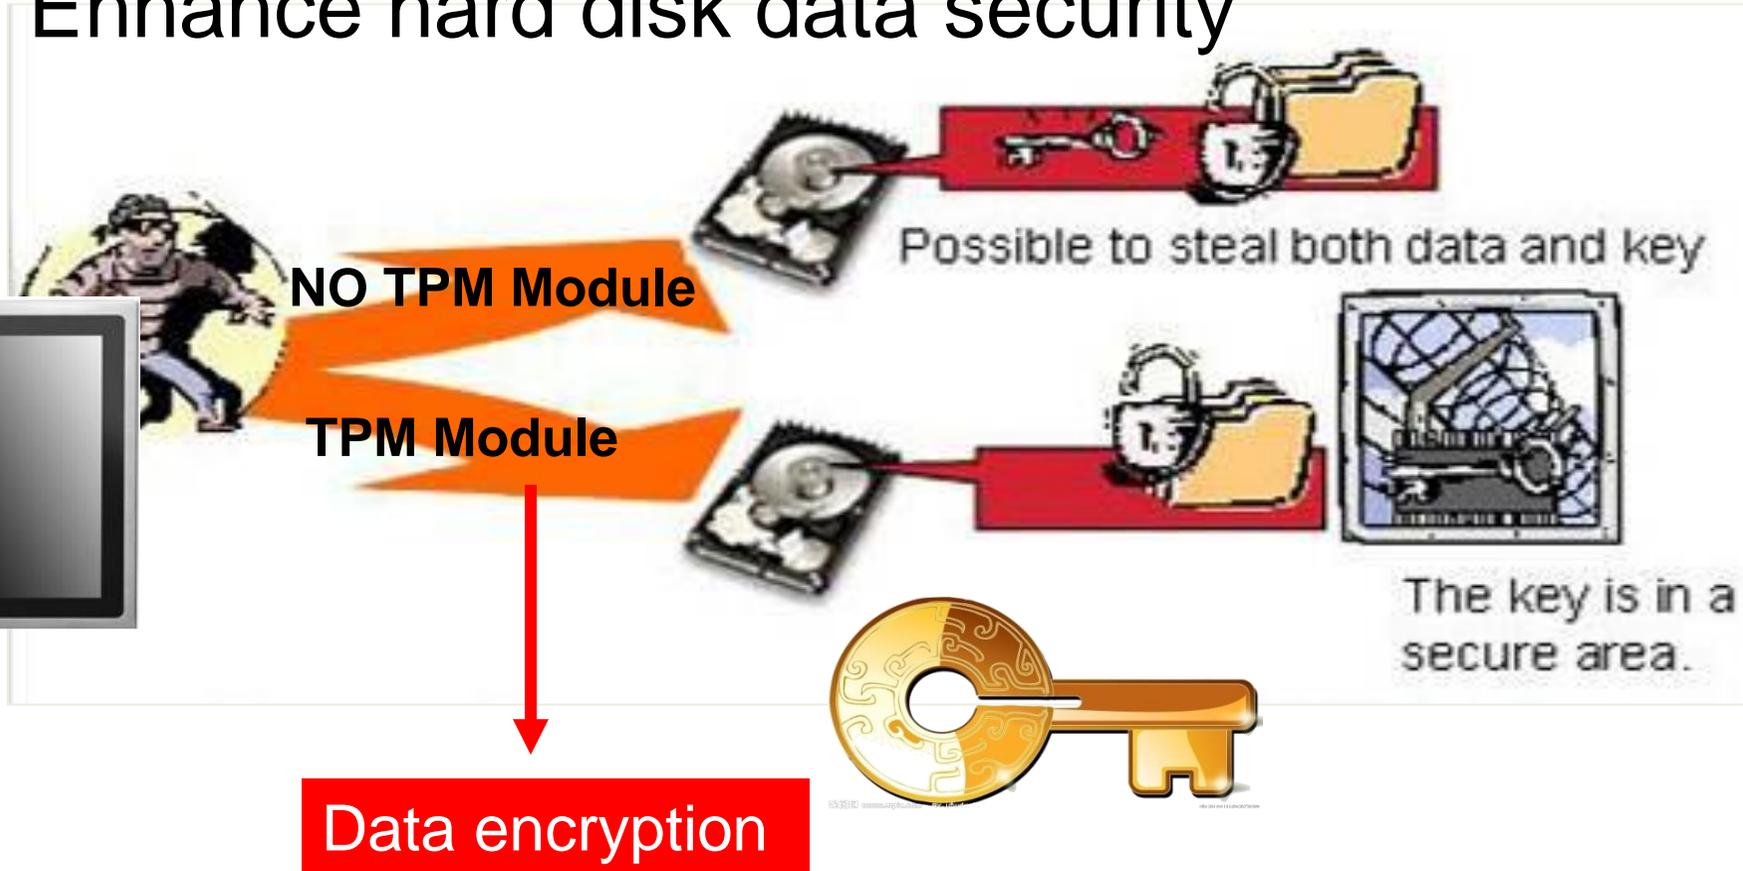 Enhance hard disk data security
Possible to steal both data and key
NO TPM Module
TPM Module
The key is in a
secure area.
Data encryption